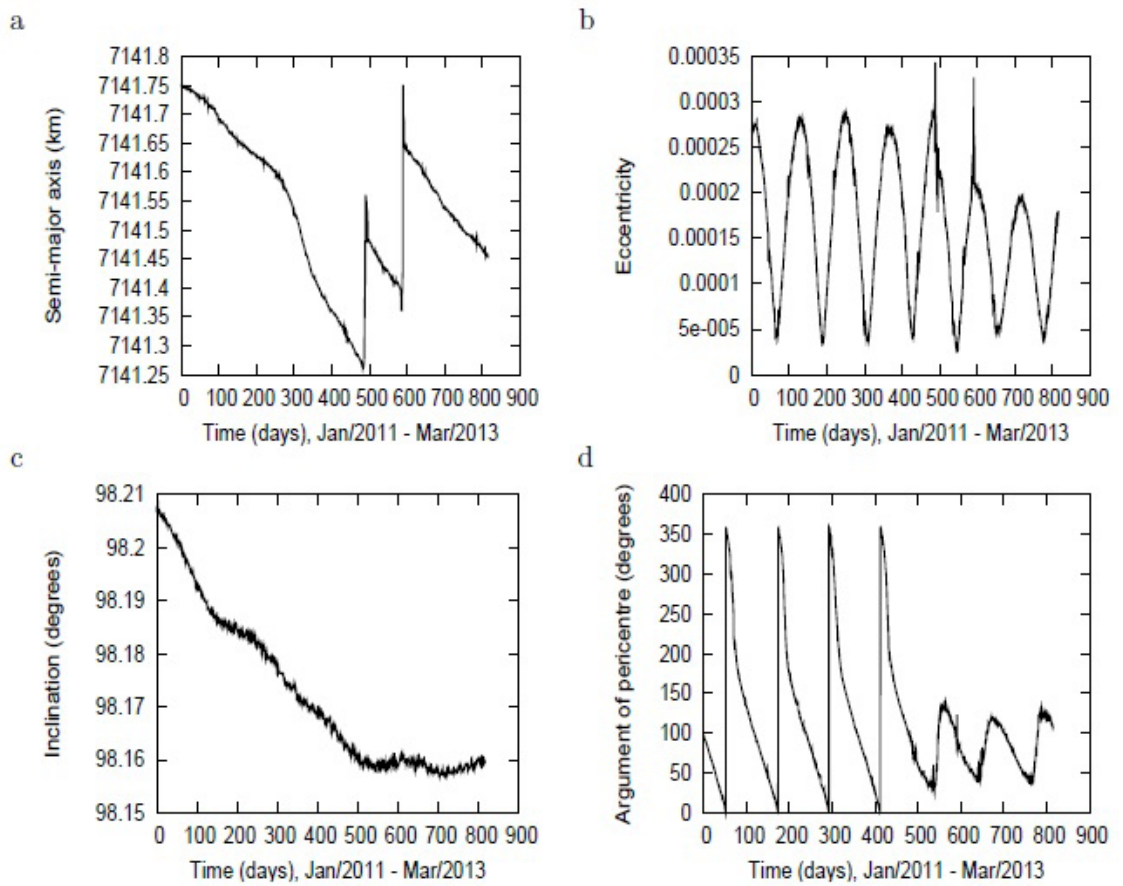 a
7141.8
7141.75
7141.7
7141.65
7141.6
7141.55
7141.5
7141.45
7141.4
7141.35
7141.3
7141.25
Semi-major axis (km)
0 100 200 300 400 500 600 700 800 900
Time (days), Jan/2011 - Mar/2013
b
0.00035
0.0003
0.00025
0.0002
0.00015
0.0001
5e-005
0
Eccentricity
0 100 200 300 400 500 600 700 800 900
Time (days), Jan/2011 - Mar/2013
c
98.21
98.2
98.19
98.18
98.17
98.16
98.15
Inclination (degrees)
0 100 200 300 400 500 600 700 800 900
Time (days), Jan/2011 - Mar/2013
d
400
350
300
250
200
150
100
50
0
Argument of pericentre (degrees)
0 100 200 300 400 500 600 700 800 900
Time (days), Jan/2011 - Mar/2013